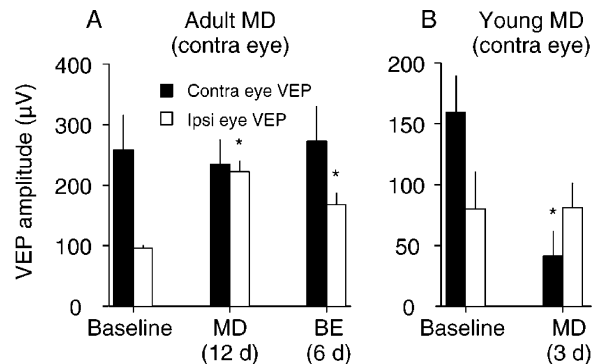 A Adult MD
(contra eye)
B Young MD
(contra eye)
VEP amplitude (µV)
400
300
200
100
0
Contra eye VEP
Ipsi eye VEP
*
*
Baseline
MD
(12 d)
BE
(6 d)
200
150
100
50
0
*
Baseline
MD
(3 d)